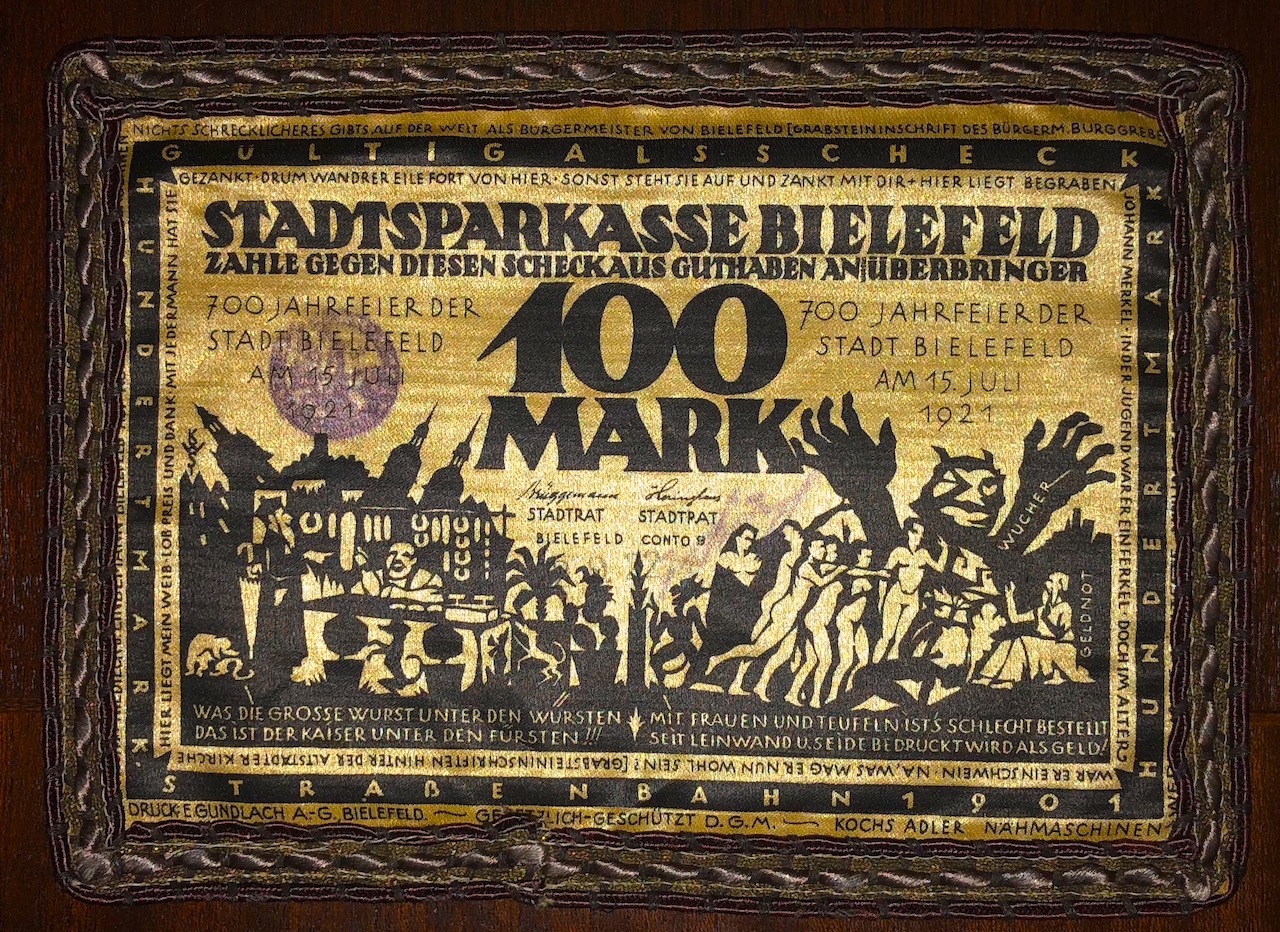 NICHTS SCHRECKLICHERES GIBTS AUF DER WELT ALS BÜRGERMEISTER VON BIELEFELD [GRABSTEININSCHRIFT DES BÜRGERM. BURGGREBE
GÜLTIG ALS SCHECK
GEZANKT · DRUM WANDRER EILE FORT VON HIER · SONST STEHT SIE AUF UND ZANKT MIT DIR + HIER LIEGT BEGRABEN
STADTSPARKASSE BIELEFELD
ZAHLE GEGEN DIESEN SCHECK AUS GUTHABEN AN ÜBERBRINGER
100
MARK
700 JAHRFEIER DER
STADT BIELEFELD
AM 15. JULI
1921
700 JAHRFEIER DER
STADT BIELEFELD
AM 15. JULI
1921
Brüggemann
STADTRAT STADTRAT
BIELEFELD CONTO 9
WUCHER
GELDNOT
WAS DIE GROSSE WURST UNTER DEN WURSTEN
DAS IST DER KAISER UNTER DEN FÜRSTEN !!!
MIT FRAUEN UND TEUFELN IST'S SCHLECHT BESTELLT
SEIT LEINWAND U. SEIDE BEDRUCKT WIRD ALS GELD!
HUNDERT MARK
HIER LIEGT MEIN WEIB · LOB PREIS UND DANK · MIT JEDERMANN HAT SIE
JOHANN MERKEL · IN DER JUGEND WAR ER EIN FERKEL · DOCH IM ALTER
HUNDERT MARK
WAR ER EIN SCHWEIN · NA, WAS MAG ER NUN WOHL SEIN? [GRABSTEININSCHRIFTEN HINTER DER ALTSTÄDTER KIRCHE
STRAßENBAHN 1901
DRUCK·E.GUNDLACH A.-G. BIELEFELD. GESETZLICH-GESCHÜTZT D.G.M. KOCHS ADLER NÄHMASCHINEN